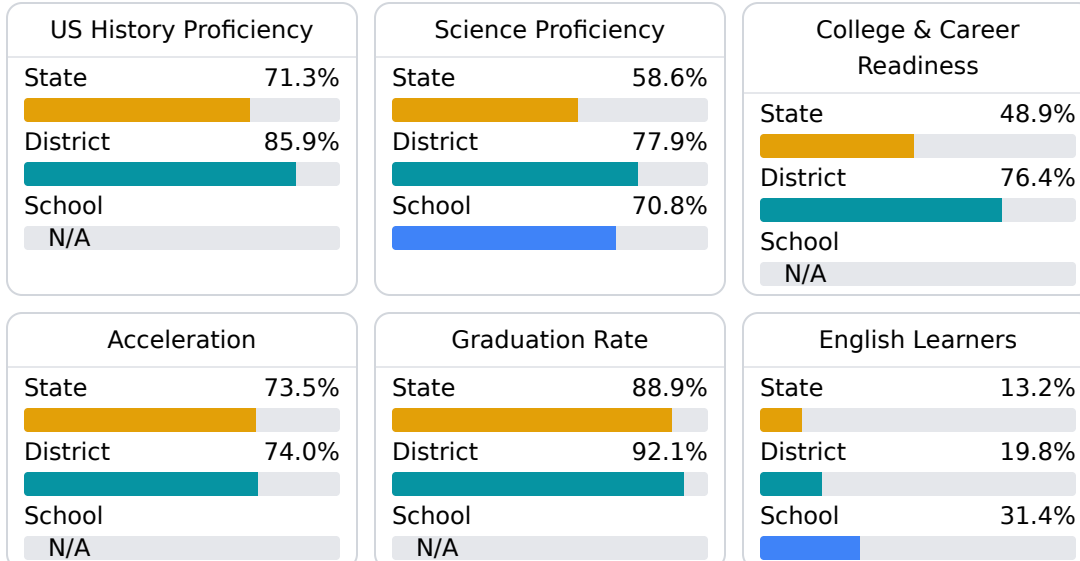 US History Proficiency
State 71.3%
District 85.9%
School
N/A
Science Proficiency
State 58.6%
District 77.9%
School 70.8%
College & Career
Readiness
State 48.9%
District 76.4%
School
N/A
Acceleration
State 73.5%
District 74.0%
School
N/A
Graduation Rate
State 88.9%
District 92.1%
School
N/A
English Learners
State 13.2%
District 19.8%
School 31.4%